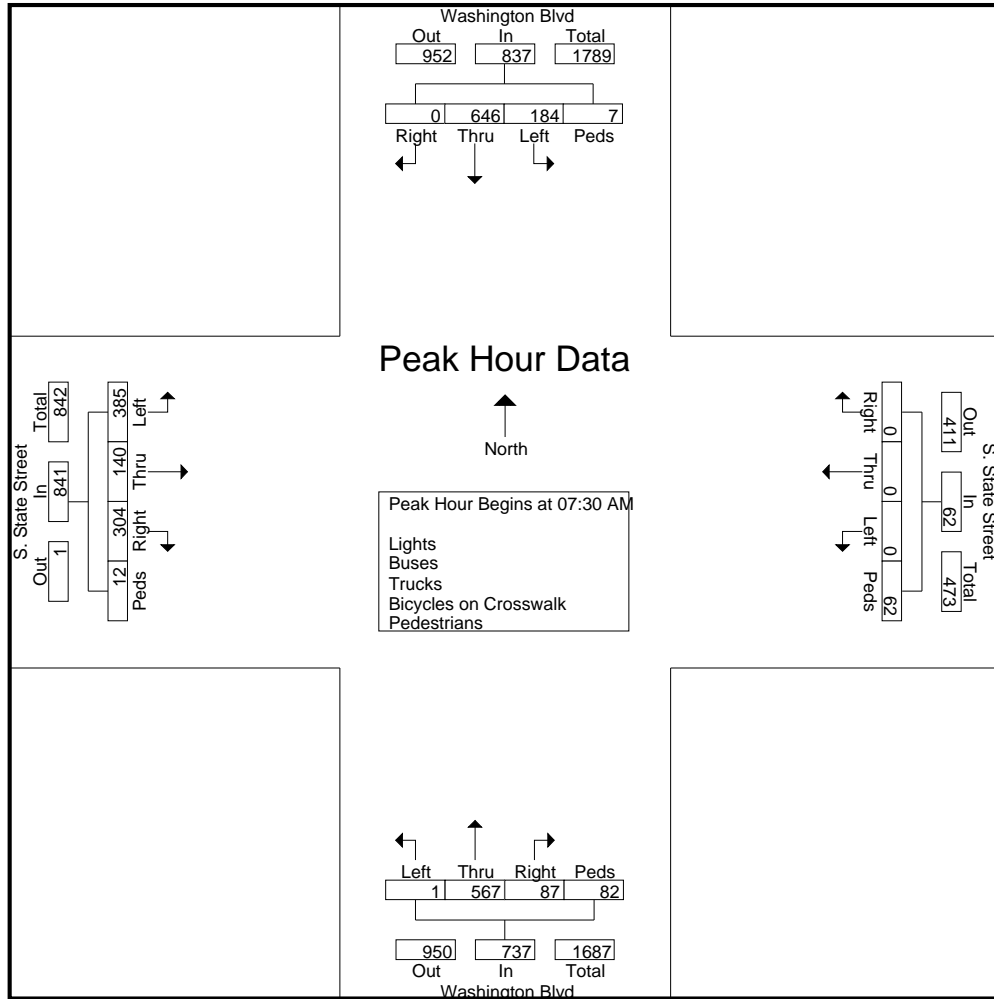 Washington Blvd
Out In Total
952 837 1789
0 646 184 7
Right Thru Left Peds
Peak Hour Data
North
Peak Hour Begins at 07:30 AM
Lights
Buses
Trucks
Bicycles on Crosswalk
Pedestrians
S. State Street
Out In Total
1 841 842
Left Thru Right Peds
385 140 304 12
S. State Street
Out In Total
411 62 473
Right Thru Left Peds
0 0 0 62
Left Thru Right Peds
1 567 87 82
950 737 1687
Out In Total
Washington Blvd